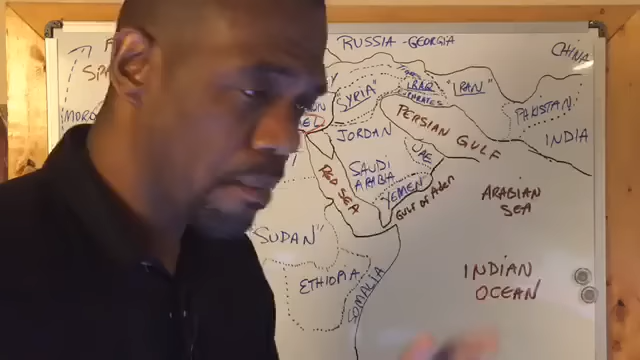 RUSSIA - GEORGIA
CHINA
"SYRIA"
IRAQ
"IRAN"
EUPHRATES
PERSIAN GULF
PAKISTAN
INDIA
JORDAN
UAE
SAUDI
ARABIA
RED SEA
"YEMEN"
Gulf of Aden
ARABIAN
SEA
"SUDAN"
ETHIOPIA
SOMALIA
INDIAN
OCEAN